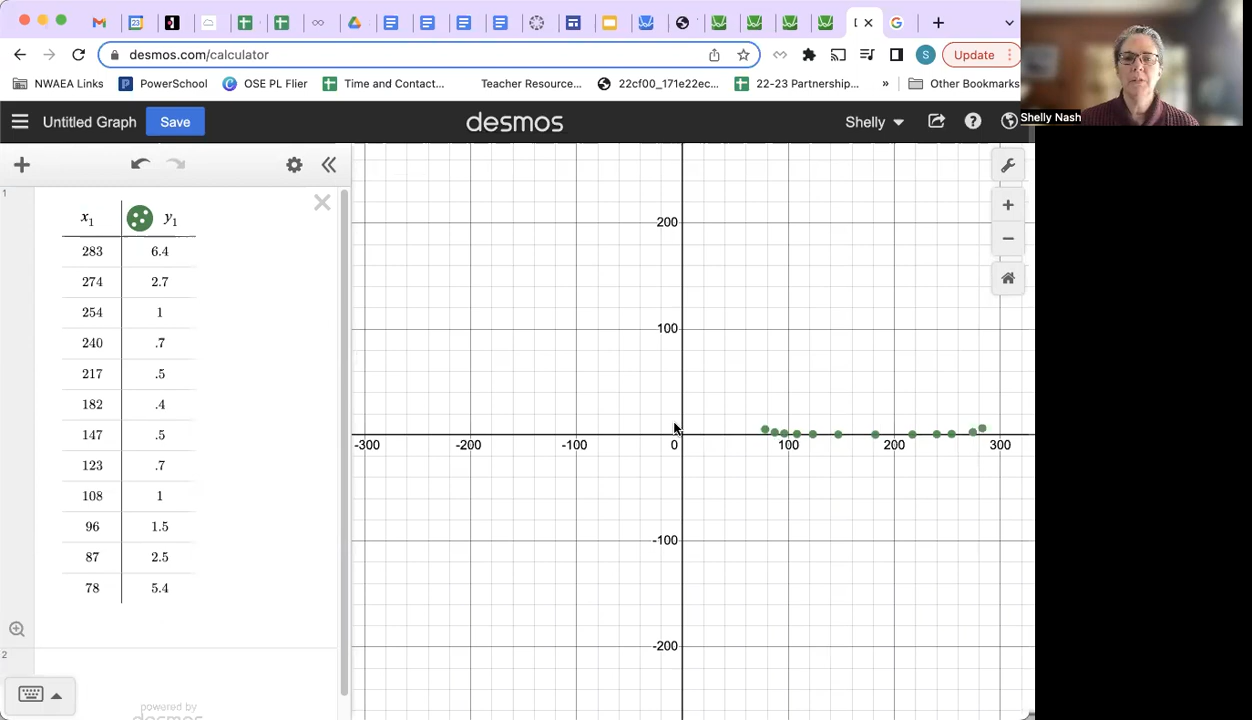 desmos.com/calculator
S
Update
NWAEA Links
PowerSchool
OSE PL Flier
Time and Contact...
Teacher Resource...
22cf00_171e22ec...
22-23 Partnership...
»
Other Bookmarks
Shelly Nash
Untitled Graph
Save
desmos
Shelly
1
x₁ y₁
283 6.4
274 2.7
254 1
240 .7
217 .5
182 .4
147 .5
123 .7
108 1
96 1.5
87 2.5
78 5.4
2
powered by
desmos
200
100
-300 -200 -100 0 100 200 300
-100
-200